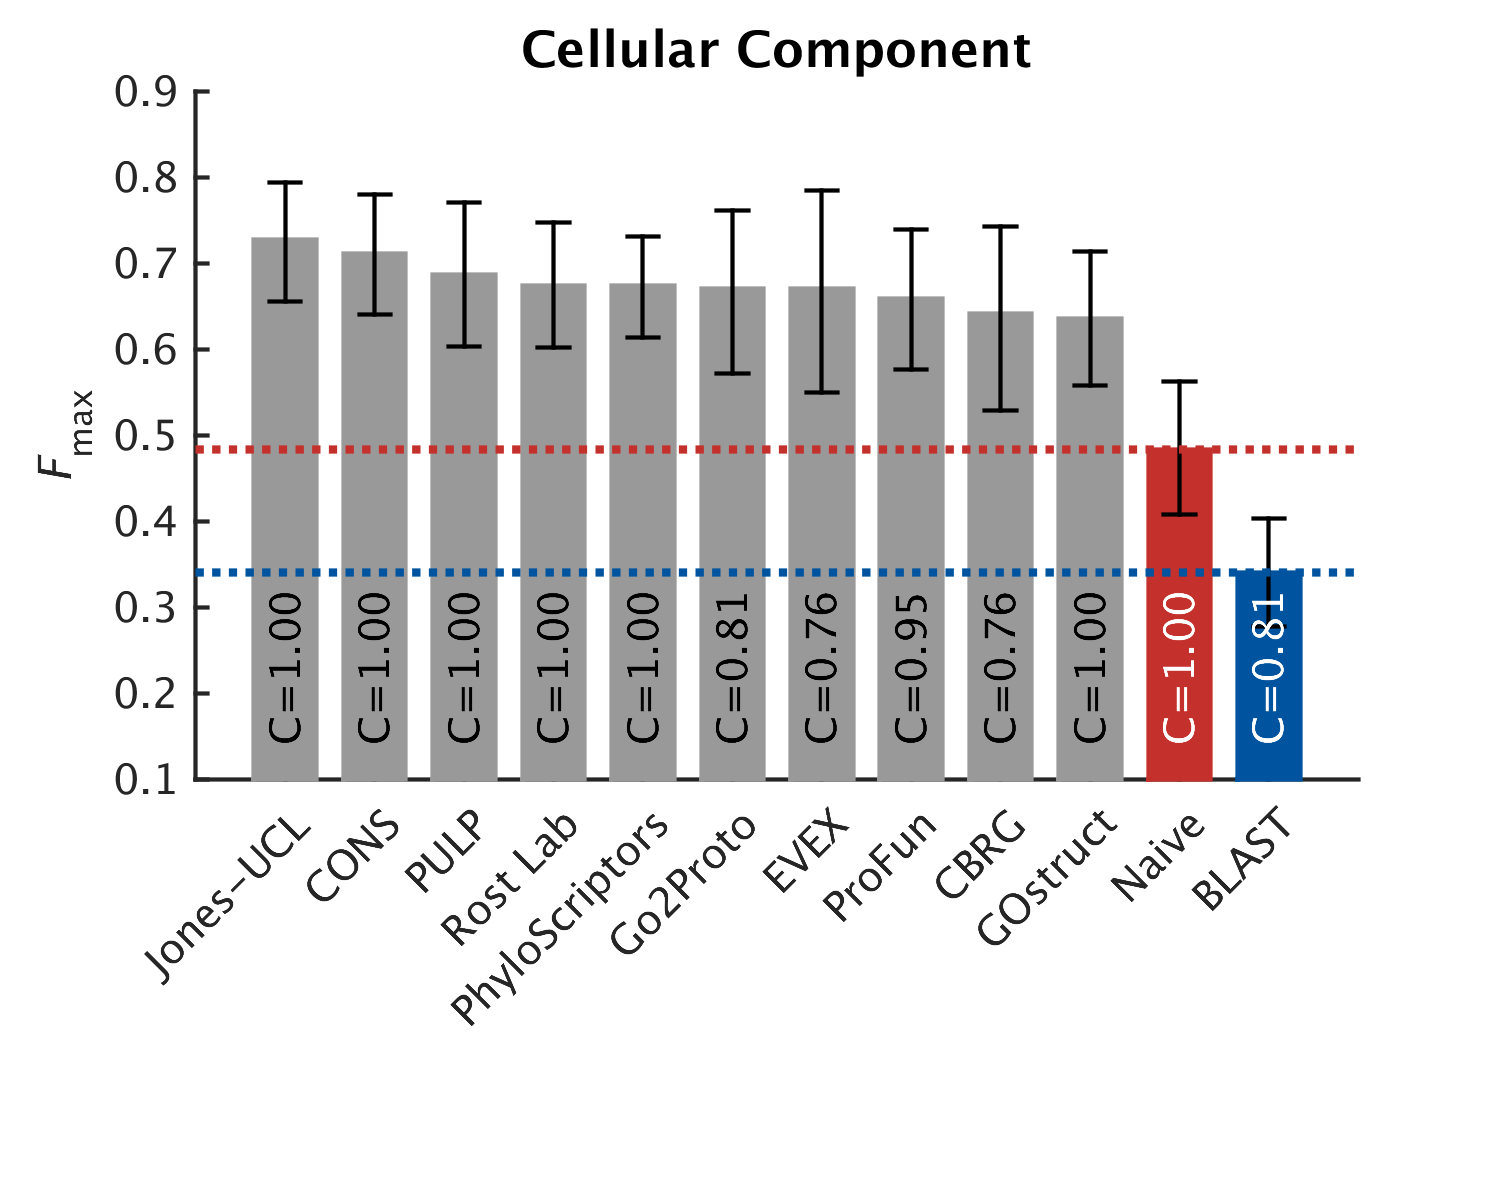 Cellular Component
0.9
0.8
0.7
0.6
0.5
0.4
0.3
0.2
0.1
Fmax
C=1.00
C=1.00
C=1.00
C=1.00
C=1.00
C=0.81
C=0.76
C=0.95
C=0.76
C=1.00
C=1.00
C=0.81
Jones-UCL
CONS
PULP
Rost Lab
PhyloScriptors
Go2Proto
EVEX
ProFun
CBRG
GOstruct
Naive
BLAST